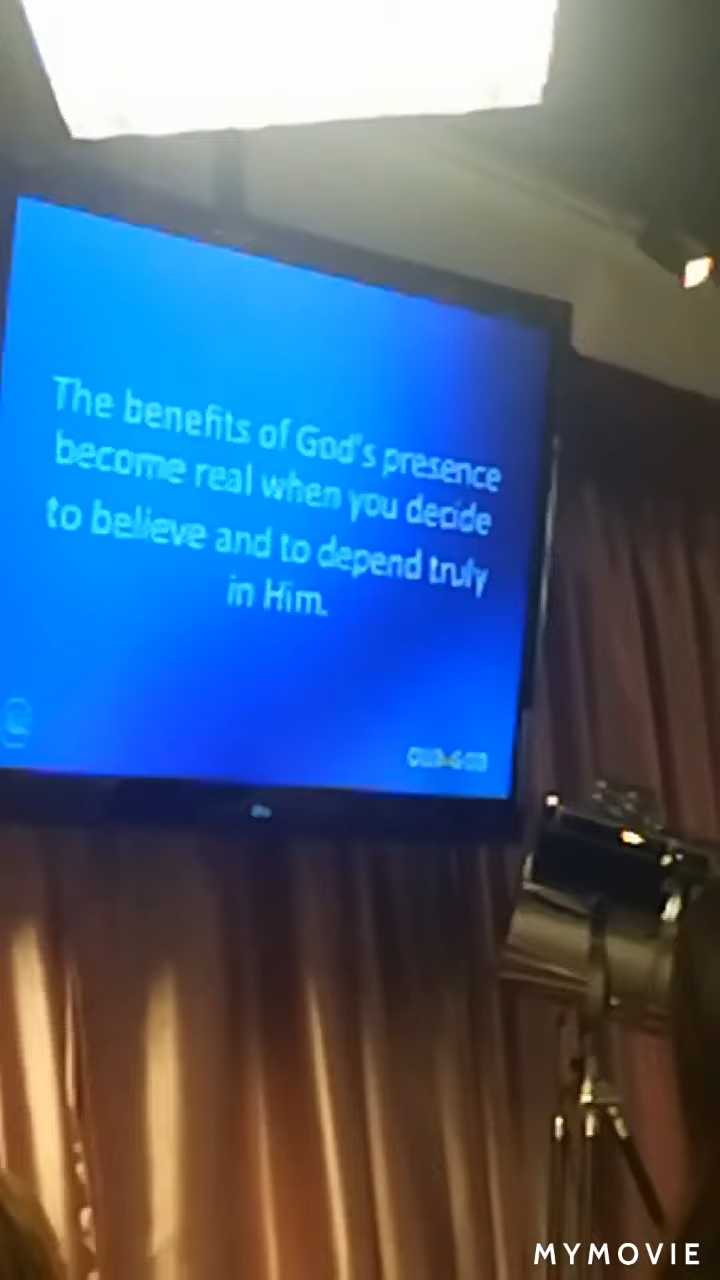 The benefits of God's presence
become real when you decide
to believe and to depend truly
in Him.
MYMOVIE